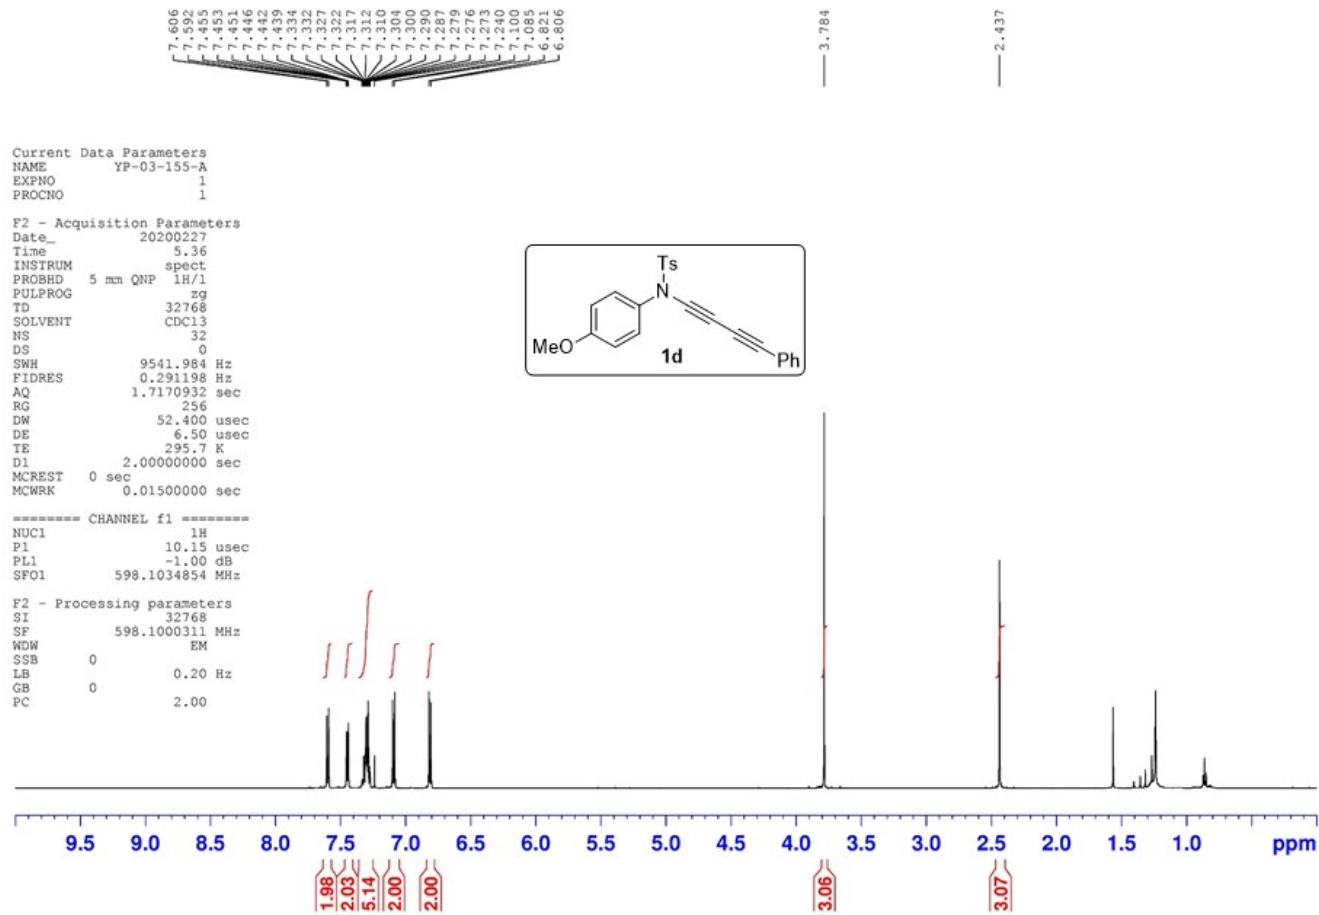 7.606
7.592
7.455
7.453
7.451
7.446
7.442
7.439
7.334
7.332
7.327
7.322
7.317
7.312
7.310
7.304
7.300
7.290
7.287
7.279
7.276
7.273
7.240
7.100
7.085
6.821
6.806
3.784
2.437
Current Data Parameters
NAME YP-03-155-A
EXPNO 1
PROCNO 1
F2 - Acquisition Parameters
Date_ 20200227
Time 5.36
INSTRUM spect
PROBHD 5 mm QNP 1H/1
PULPROG zg
TD 32768
SOLVENT CDCl3
NS 32
DS 0
SWH 9541.984 Hz
FIDRES 0.291198 Hz
AQ 1.7170932 sec
RG 256
DW 52.400 usec
DE 6.50 usec
TE 295.7 K
D1 2.00000000 sec
MCREST 0 sec
MCWRK 0.01500000 sec
======== CHANNEL f1 ========
NUC1 1H
P1 10.15 usec
PL1 -1.00 dB
SFO1 598.1034854 MHz
F2 - Processing parameters
SI 32768
SF 598.1000311 MHz
WDW EM
SSB 0
LB 0.20 Hz
GB 0
PC 2.00
Ts
N
MeO
Ph
1d
9.5 9.0 8.5 8.0 7.5 7.0 6.5 6.0 5.5 5.0 4.5 4.0 3.5 3.0 2.5 2.0 1.5 1.0 ppm
1.98
2.03
5.14
2.00
2.00
3.06
3.07